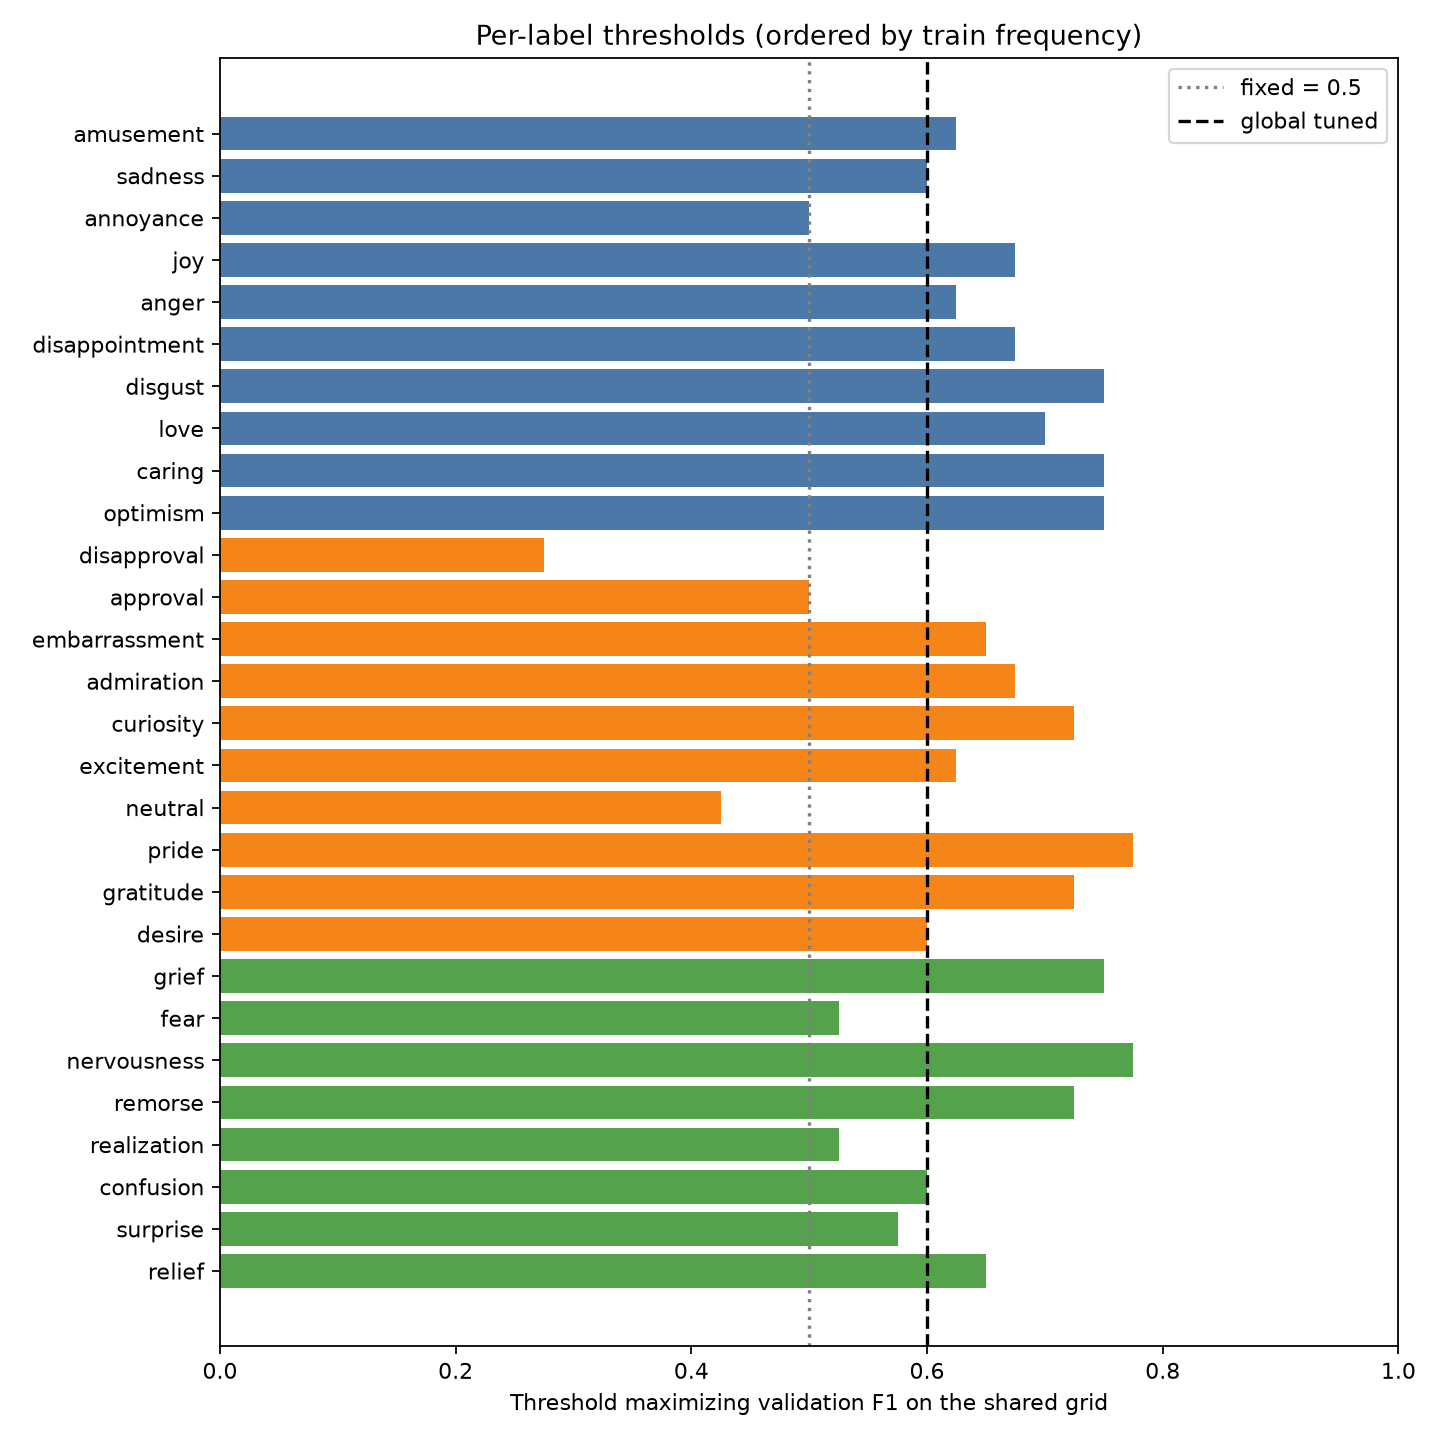 Per-label thresholds (ordered by train frequency)
fixed = 0.5
global tuned
amusement
sadness
annoyance
joy
anger
disappointment
disgust
love
caring
optimism
disapproval
approval
embarrassment
admiration
curiosity
excitement
neutral
pride
gratitude
desire
grief
fear
nervousness
remorse
realization
confusion
surprise
relief
0.0 0.2 0.4 0.6 0.8 1.0
Threshold maximizing validation F1 on the shared grid